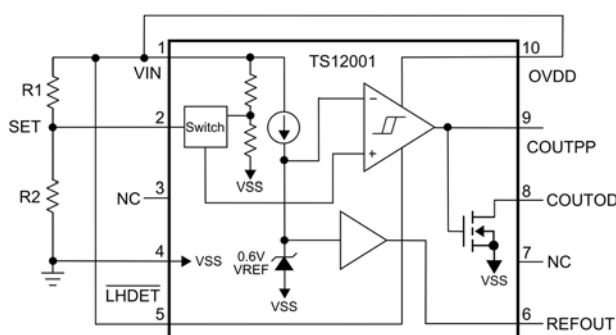 1
TS12001
10
VIN
OVDD
R1
SET
2
Switch
−
9
COUTPP
+
VSS
NC
3
8
COUTOD
R2
4
VSS
0.6V
VREF
7
NC
VSS
LHDET
5
VSS
6
REFOUT